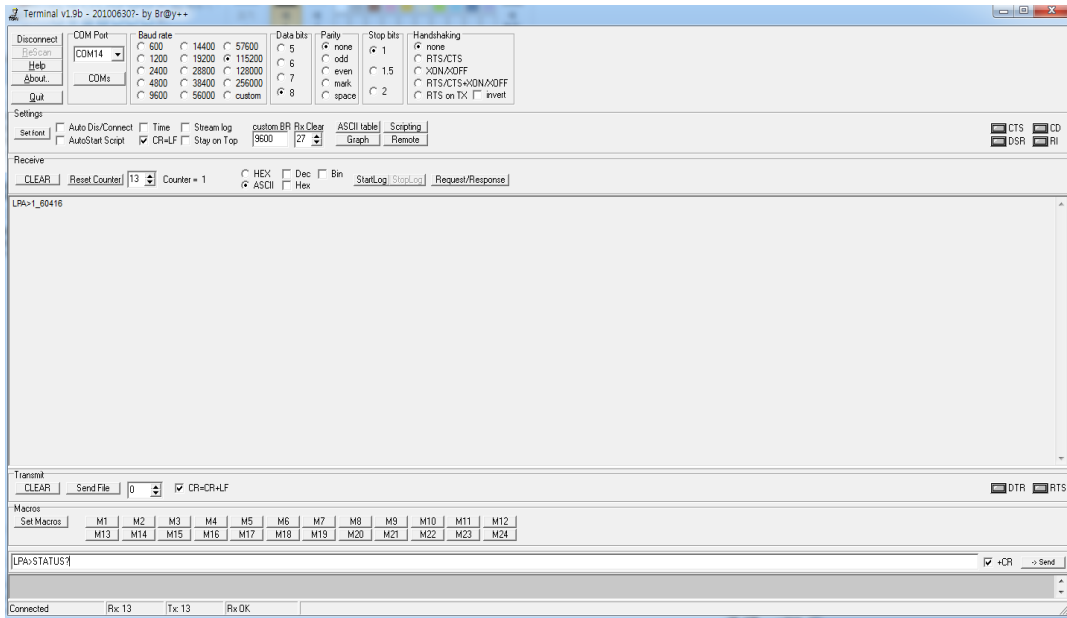 Terminal v1.9b - 20100630?- by Br@y++
Disconnect
ReScan
Help
About..
Quit
COM Port
COM14
COMs
Baud rate
600 14400 57600
1200 19200 115200
2400 28800 128000
4800 38400 256000
9600 56000 custom
Data bits
5
6
7
8
Parity
none
odd
even
mark
space
Stop bits
1
1.5
2
Handshaking
none
RTS/CTS
XON/XOFF
RTS/CTS+XON/XOFF
RTS on TX invert
Settings
Set font
Auto Dis/Connect Time Stream log
AutoStart Script CR=LF Stay on Top
custom BR Rx Clear
9600 27
ASCII table Scripting
Graph Remote
CTS CD
DSR RI
Receive
CLEAR Reset Counter 13 Counter = 1
HEX Dec Bin
ASCII Hex
StartLog StopLog Request/Response
LPA>1_60416
Transmit
CLEAR Send File 0 CR=CR+LF
DTR RTS
Macros
Set Macros
M1 M2 M3 M4 M5 M6 M7 M8 M9 M10 M11 M12
M13 M14 M15 M16 M17 M18 M19 M20 M21 M22 M23 M24
LPA>STATUS?
+CR -> Send
Connected Rx: 13 Tx: 13 Rx OK